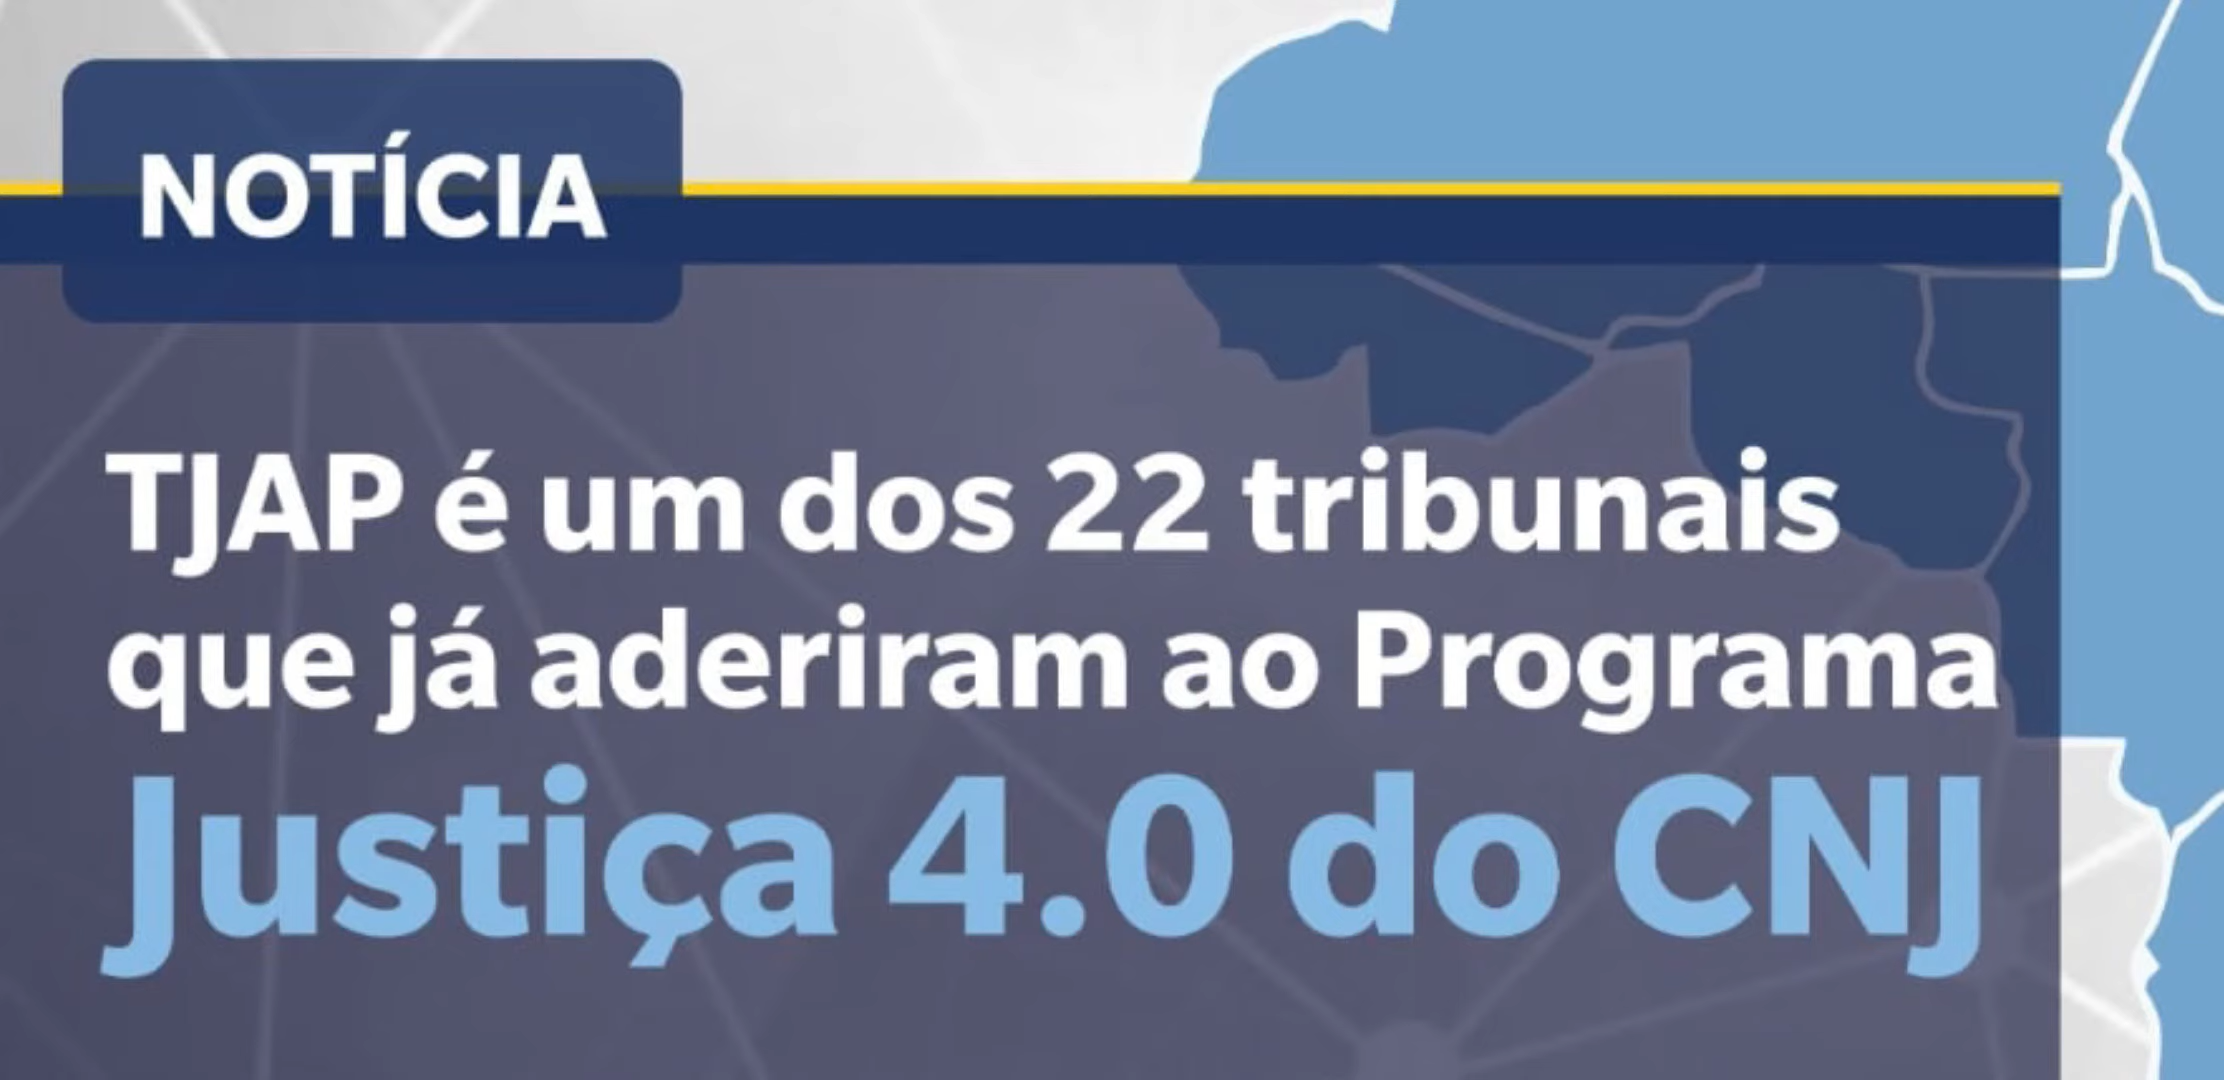 NOTÍCIA
TJAP é um dos 22 tribunais
que já aderiram ao Programa
Justiça 4.0 do CNJ